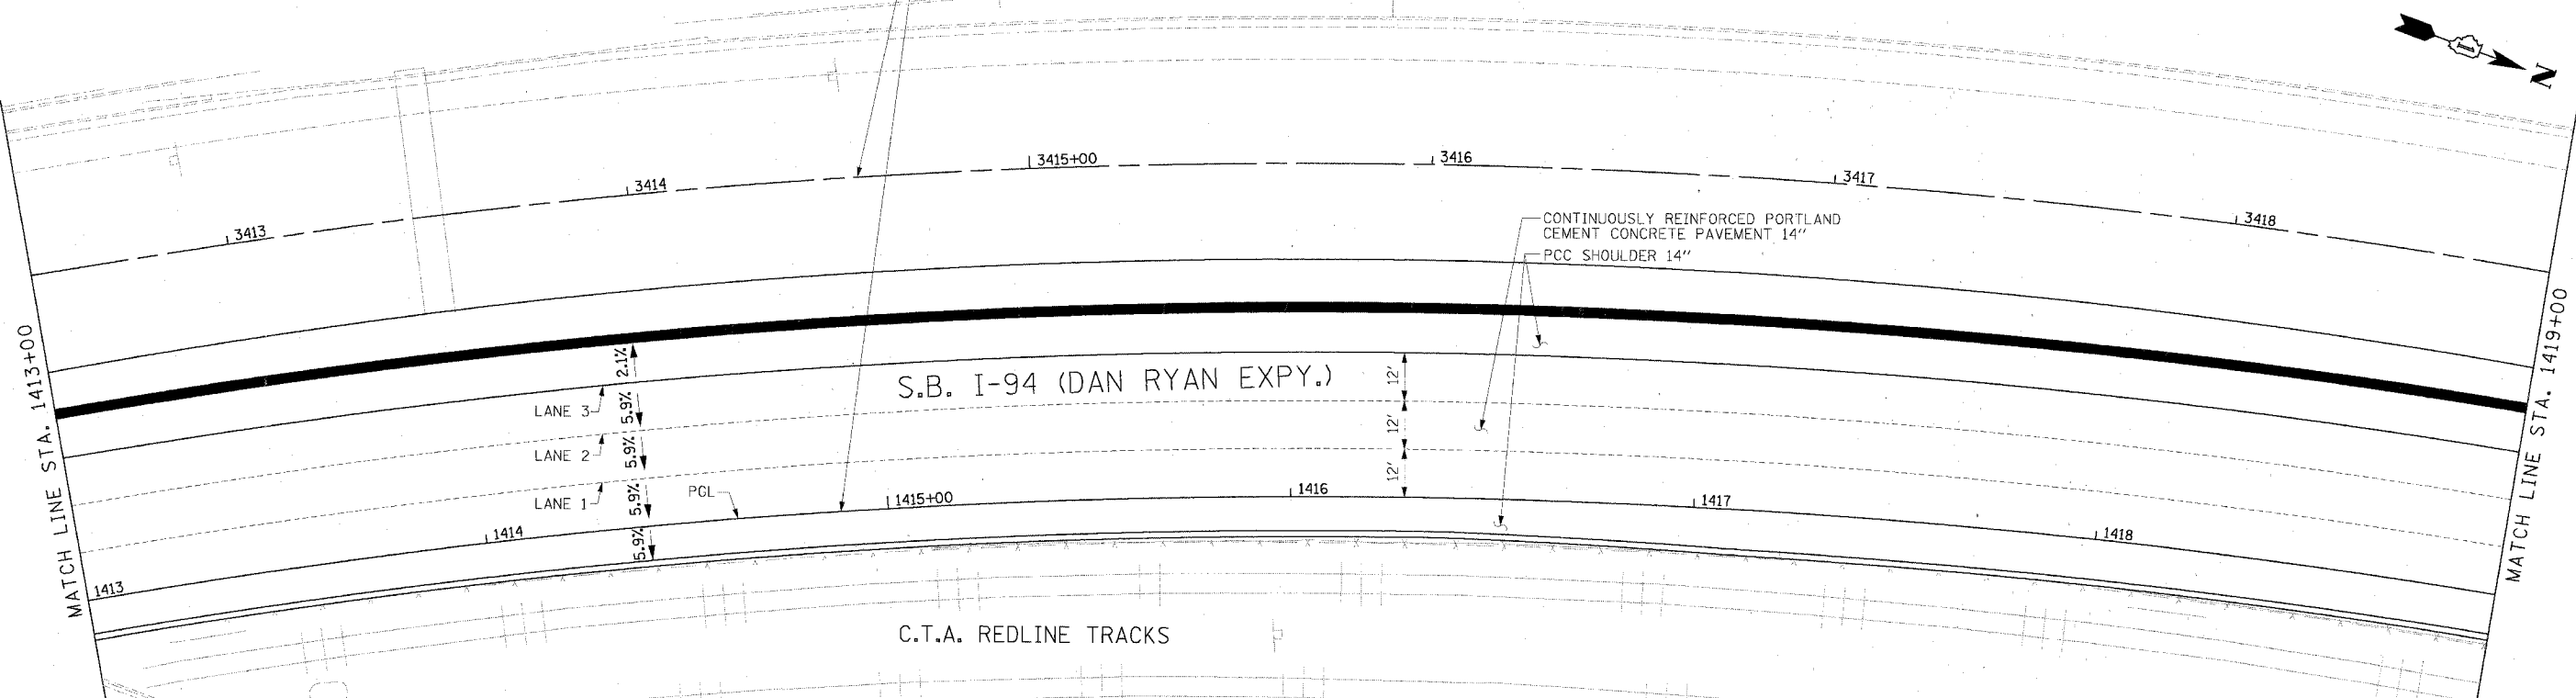 N
3413
3414
3415+00
3416
3417
3418
CONTINUOUSLY REINFORCED PORTLAND
CEMENT CONCRETE PAVEMENT 14"
PCC SHOULDER 14"
MATCH LINE STA. 1413+00
MATCH LINE STA. 1419+00
S.B. I-94 (DAN RYAN EXPY.)
2.1%
5.9%
5.9%
5.9%
5.9%
12'
12'
12'
LANE 3
LANE 2
LANE 1
PGL
1413
1414
1415+00
1416
1417
1418
C.T.A. REDLINE TRACKS